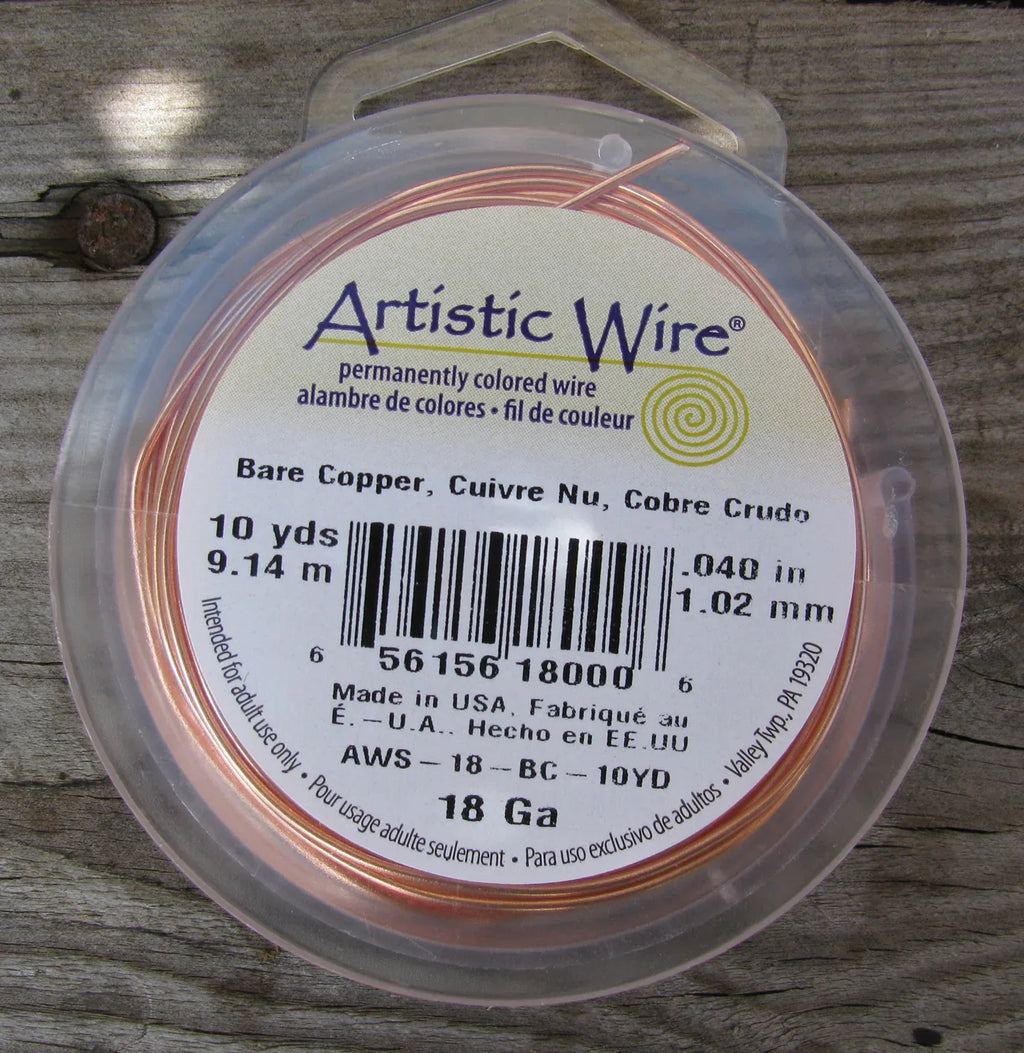 Artistic Wire®
permanently colored wire
alambre de colores • fil de couleur
Bare Copper, Cuivre Nu, Cobre Crudo
10 yds
9.14 m
.040 in
1.02 mm
6 56156 18000 6
Made in USA, Fabriqué au
É.-U.A.. Hecho en EE.UU
AWS-18-BC-10YD
18 Ga
Intended for adult use only • Pour usage adulte seulement • Para uso exclusivo de adultos • Valley Twp., PA 19320